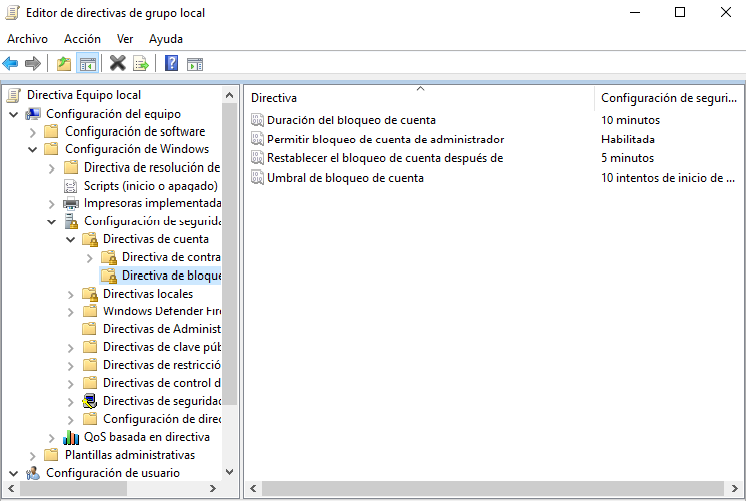 Editor de directivas de grupo local
Archivo Acción Ver Ayuda
Directiva Equipo local
Configuración del equipo
Configuración de software
Configuración de Windows
Directiva de resolución de
Scripts (inicio o apagado)
Impresoras implementada
Configuración de segurida
Directivas de cuenta
Directiva de contra
Directiva de bloque
Directivas locales
Windows Defender Fire
Directivas de Administ
Directivas de clave púb
Directivas de restricció
Directivas de control d
Directivas de seguridad
Configuración de direc
QoS basada en directiva
Plantillas administrativas
Configuración de usuario
Directiva Configuración de seguri...
Duración del bloqueo de cuenta 10 minutos
Permitir bloqueo de cuenta de administrador Habilitada
Restablecer el bloqueo de cuenta después de 5 minutos
Umbral de bloqueo de cuenta 10 intentos de inicio de ...